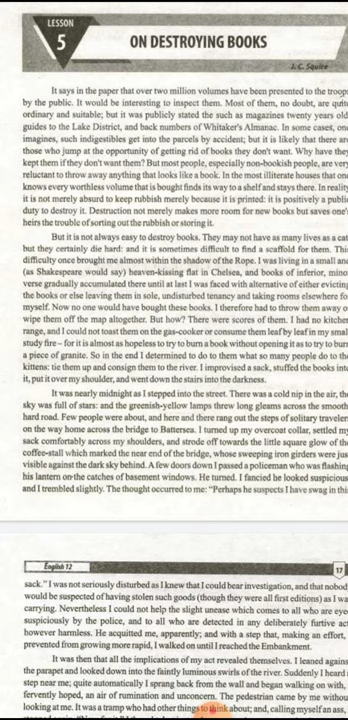 LESSON
5
ON DESTROYING BOOKS
J.C. Squire
It says in the paper that over two million volumes have been presented to the troops
by the public. It would be interesting to inspect them. Most of them, no doubt, are quite
ordinary and suitable; but it was publicly stated the such as magazines twenty years old
guides to the Lake District, and back numbers of Whitaker's Almanac. In some cases, one
imagines, such indigestibles get into the parcels by accident; but it is likely that there an
those who jump at the opportunity of getting rid of books they don't want. Why have they
kept them if they don't want them? But most people, especially non-bookish people, are very
reluctant to throw away anything that looks like a book. In the most illiterate houses that one
knows every worthless volume that is bought finds its way to a shelf and stays there. In reality
it is not merely absurd to keep rubbish merely because it is printed: it is positively a public
duty to destroy it. Destruction not merely makes more room for new books but saves one's
heirs the trouble of sorting out the rubbish or storing it.
But it is not always easy to destroy books. They may not have as many lives as a cat
but they certainly die hard: and it is sometimes difficult to find a scaffold for them. This
difficulty once brought me almost within the shadow of the Rope. I was living in a small and
(as Shakespeare would say) heaven-kissing flat in Chelsea, and books of inferior, minor
verse gradually accumulated there until at last I was faced with alternative of either evicting
the books or else leaving them in sole, undisturbed tenancy and taking rooms elsewhere for
myself. Now no one would have bought these books. I therefore had to throw them away o
wipe them off the map altogether. But how? There were scores of them. I had no kitchen
range, and I could not toast them on the gas-cooker or consume them leaf by leaf in my small
study fire – for it is almost as hopeless to try to burn a book without opening it as to try to burn
a piece of granite. So in the end I determined to do to them what so many people do to the
kittens: tie them up and consign them to the river. I improvised a sack, stuffed the books into
it, put it over my shoulder, and went down the stairs into the darkness.
It was nearly midnight as I stepped into the street. There was a cold nip in the air, the
sky was full of stars: and the greenish-yellow lamps threw long gleams across the smooth
hard road. Few people were about, and here and there rang out the steps of solitary travelers
on the way home across the bridge to Battersea. I turned up my overcoat collar, settled my
sack comfortably across my shoulders, and strode off towards the little square glow of the
coffee-stall which marked the near end of the bridge, whose sweeping iron girders were just
visible against the dark sky behind. A few doors down I passed a policeman who was flashing
his lantern on the catches of basement windows. He turned. I fancied he looked suspicious
and I trembled slightly. The thought occurred to me: "Perhaps he suspects I have swag in this
English 12
17
sack." I was not seriously disturbed as I knew that I could bear investigation, and that nobody
would be suspected of having stolen such goods (though they were all first editions) as I was
carrying. Nevertheless I could not help the slight unease which comes to all who are eyed
suspiciously by the police, and to all who are detected in any deliberately furtive act
however harmless. He acquitted me, apparently; and with a step that, making an effort,
prevented from growing more rapid, I walked on until I reached the Embankment.
It was then that all the implications of my act revealed themselves. I leaned against
the parapet and looked down into the faintly luminous swirls of the river. Suddenly I heard a
step near me; quite automatically I sprang back from the wall and began walking on with,
fervently hoped, an air of rumination and unconcern. The pedestrian came by me without
looking at me. It was a tramp who had other things to think about; and, calling myself an ass,